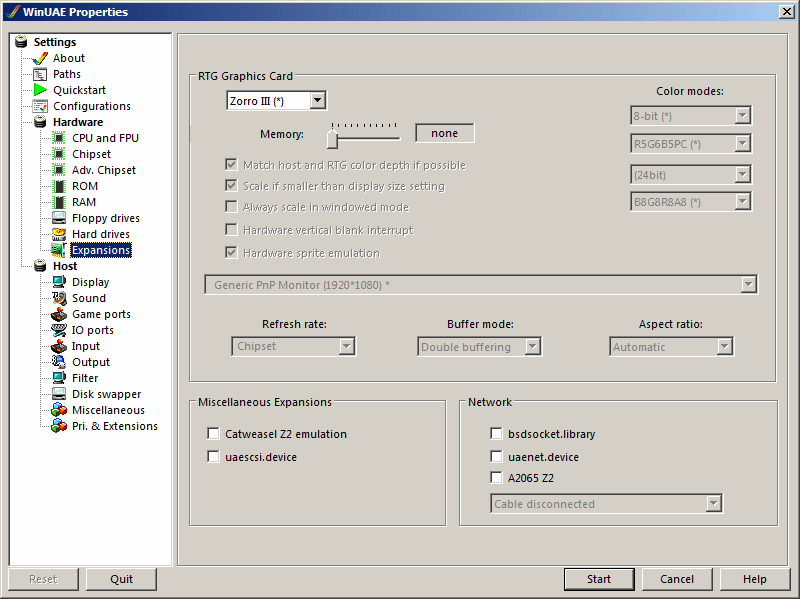 WinUAE Properties
Settings
About
Paths
Quickstart
Configurations
Hardware
CPU and FPU
Chipset
Adv. Chipset
ROM
RAM
Floppy drives
Hard drives
Expansions
Host
Display
Sound
Game ports
IO ports
Input
Output
Filter
Disk swapper
Miscellaneous
Pri. & Extensions
RTG Graphics Card
Zorro III (*)
Memory:
none
Color modes:
8-bit (*)
R5G6B5PC (*)
(24bit)
B8G8R8A8 (*)
Match host and RTG color depth if possible
Scale if smaller than display size setting
Always scale in windowed mode
Hardware vertical blank interrupt
Hardware sprite emulation
Generic PnP Monitor (1920*1080) *
Refresh rate:
Buffer mode:
Aspect ratio:
Chipset
Double buffering
Automatic
Miscellaneous Expansions
Catweasel Z2 emulation
uaescsi.device
Network
bsdsocket.library
uaenet.device
A2065 Z2
Cable disconnected
Reset
Quit
Start
Cancel
Help